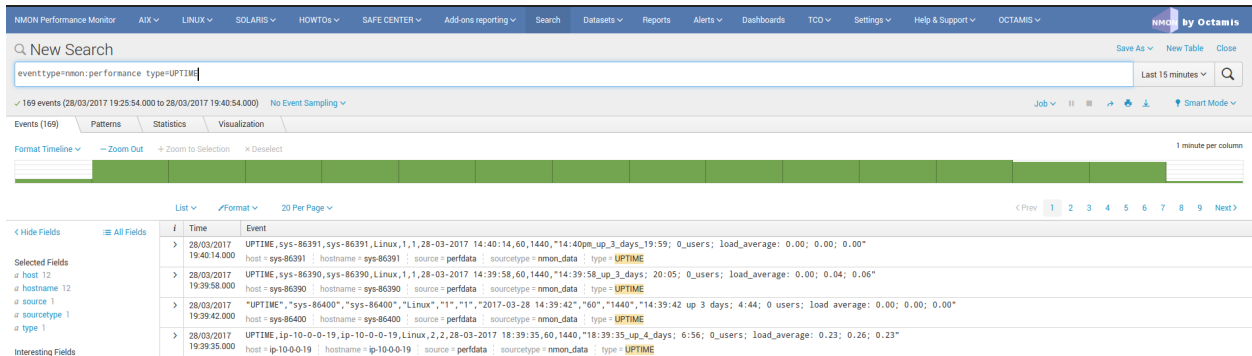 NMON Performance Monitor AIX LINUX SOLARIS HOWTOs SAFE CENTER Add-ons reporting Search Datasets Reports Alerts Dashboards TCO Settings Help & Support OCTAMIS NMON by Octamis
New Search Save As New Table Close
eventtype=nmon:performance type=UPTIME Last 15 minutes
169 events (28/03/2017 19:25:54.000 to 28/03/2017 19:40:54.000) No Event Sampling Job Smart Mode
Events (169) Patterns Statistics Visualization
Format Timeline — Zoom Out + Zoom to Selection × Deselect 1 minute per column
List Format 20 Per Page < Prev 1 2 3 4 5 6 7 8 9 Next >
< Hide Fields All Fields i Time Event
> 28/03/2017 UPTIME,sys-86391,sys-86391,Linux,1,1,28-03-2017 14:40:14,60,1440,"14:40pm_up_3_days_19:59; 0_users; load_average: 0.00; 0.00; 0.00"
Selected Fields 19:40:14.000 host = sys-86391 hostname = sys-86391 source = perfdata sourcetype = nmon_data type = UPTIME
a host 12
> 28/03/2017 UPTIME,sys-86390,sys-86390,Linux,1,1,28-03-2017 14:39:58,60,1440,"14:39:58_up_3_days; 20:05; 0_users; load_average: 0.00; 0.04; 0.06"
a hostname 12 19:39:58.000 host = sys-86390 hostname = sys-86390 source = perfdata sourcetype = nmon_data type = UPTIME
a source 1
> 28/03/2017 "UPTIME","sys-86400","sys-86400","Linux","1","1","2017-03-28 14:39:42","60","1440","14:39:42 up 3 days; 4:44; 0 users; load average: 0.00; 0.00; 0.00"
a sourcetype 1 19:39:42.000 host = sys-86400 hostname = sys-86400 source = perfdata sourcetype = nmon_data type = UPTIME
a type 1
> 28/03/2017 UPTIME,ip-10-0-0-19,ip-10-0-0-19,Linux,2,2,28-03-2017 18:39:35,60,1440,"18:39:35_up_4_days; 6:56; 0_users; load_average: 0.23; 0.26; 0.23"
Interesting Fields 19:39:35.000 host = ip-10-0-0-19 hostname = ip-10-0-0-19 source = perfdata sourcetype = nmon_data type = UPTIME